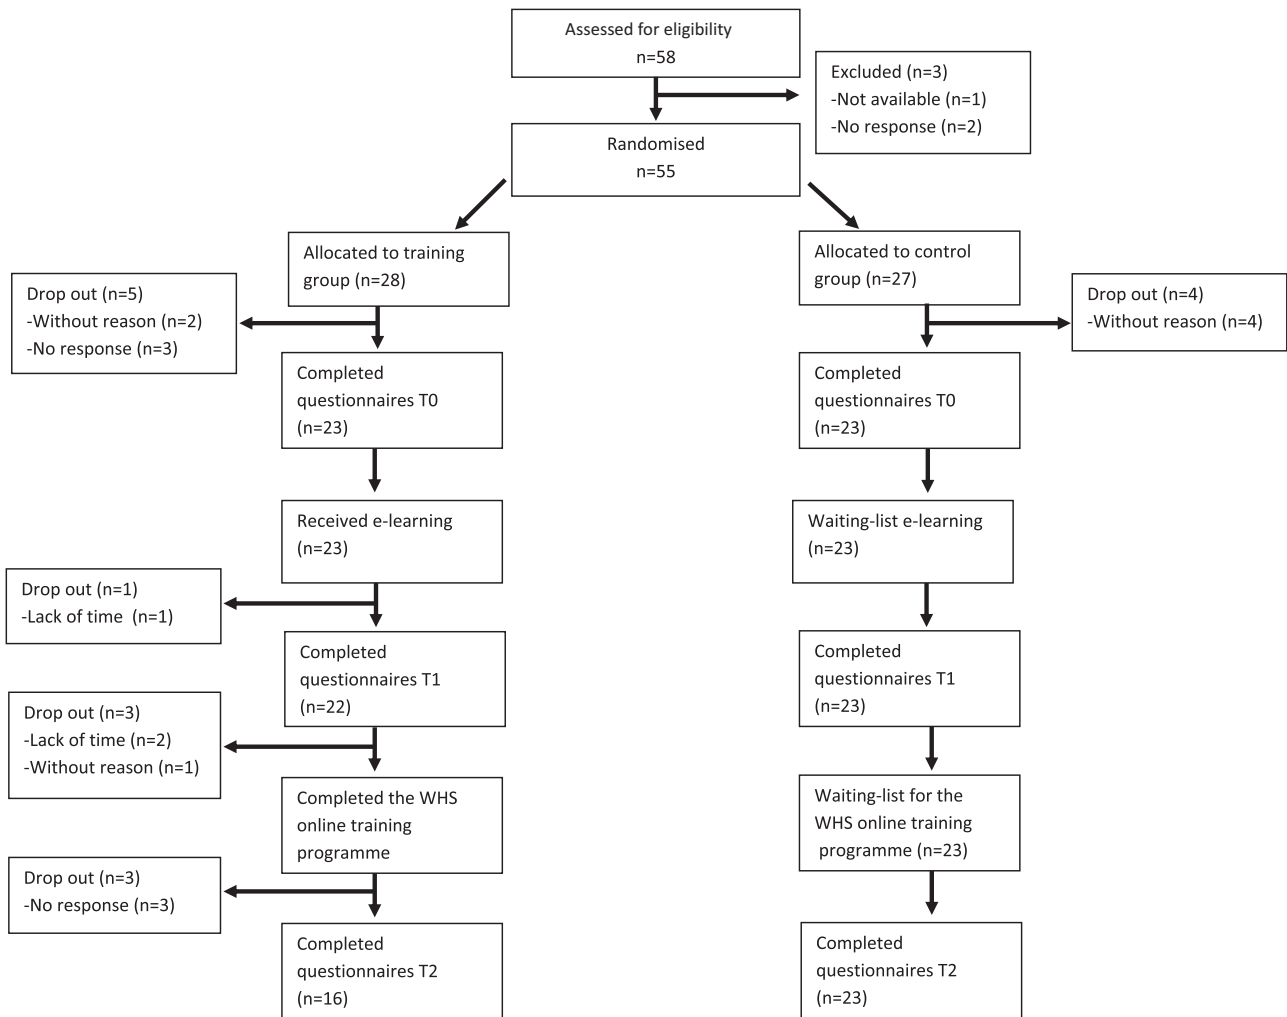 Assessed for eligibility
n=58
Excluded (n=3)
-Not available (n=1)
-No response (n=2)
Randomised
n=55
Allocated to training
group (n=28)
Allocated to control
group (n=27)
Drop out (n=5)
-Without reason (n=2)
-No response (n=3)
Drop out (n=4)
-Without reason (n=4)
Completed
questionnaires T0
(n=23)
Completed
questionnaires T0
(n=23)
Received e-learning
(n=23)
Waiting-list e-learning
(n=23)
Drop out (n=1)
-Lack of time (n=1)
Completed
questionnaires T1
(n=22)
Completed
questionnaires T1
(n=23)
Drop out (n=3)
-Lack of time (n=2)
-Without reason (n=1)
Completed the WHS
online training
programme
Waiting-list for the
WHS online training
programme (n=23)
Drop out (n=3)
-No response (n=3)
Completed
questionnaires T2
(n=16)
Completed
questionnaires T2
(n=23)